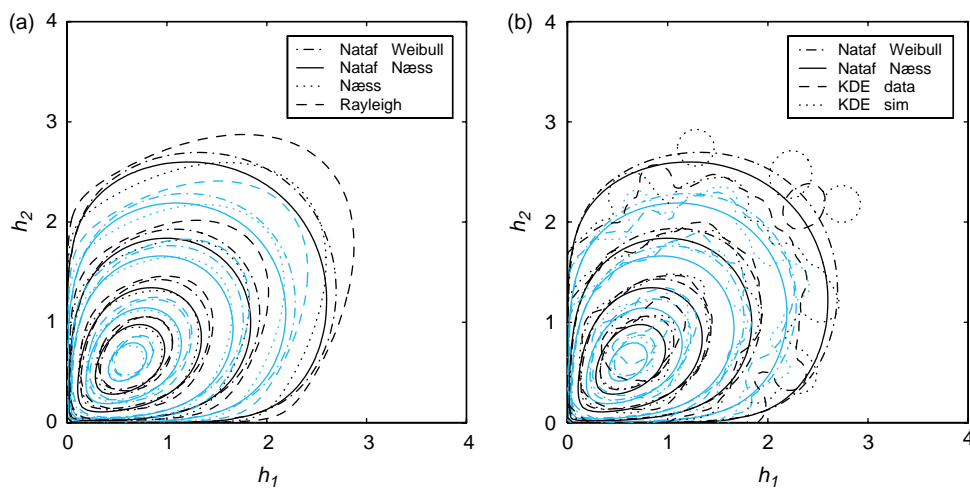 (a)
4
3
2
1
0
h2
0 1 2 3 4
h1
Nataf Weibull
Nataf Næss
Næss
Rayleigh
(b)
4
3
2
1
0
h2
0 1 2 3 4
h1
Nataf Weibull
Nataf Næss
KDE data
KDE sim